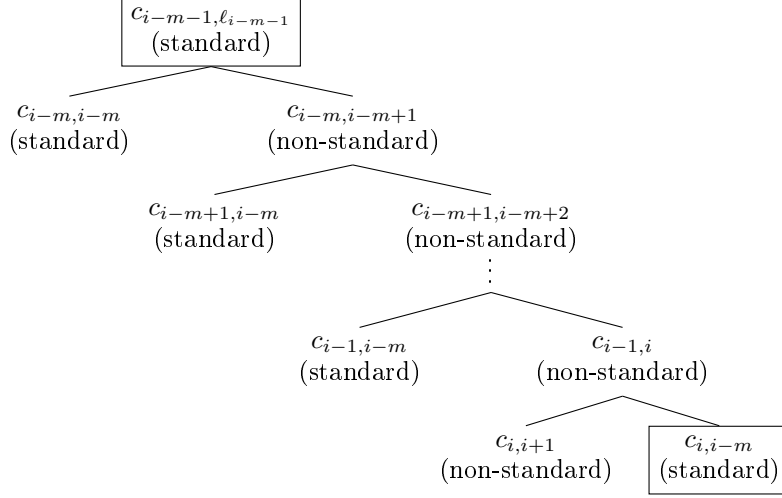 c_{i−m−1,ℓ_{i−m−1}}
(standard)
c_{i−m,i−m} c_{i−m,i−m+1}
(standard) (non-standard)
c_{i−m+1,i−m} c_{i−m+1,i−m+2}
(standard) (non-standard)
c_{i−1,i−m} c_{i−1,i}
(standard) (non-standard)
c_{i,i+1} c_{i,i−m}
(non-standard) (standard)